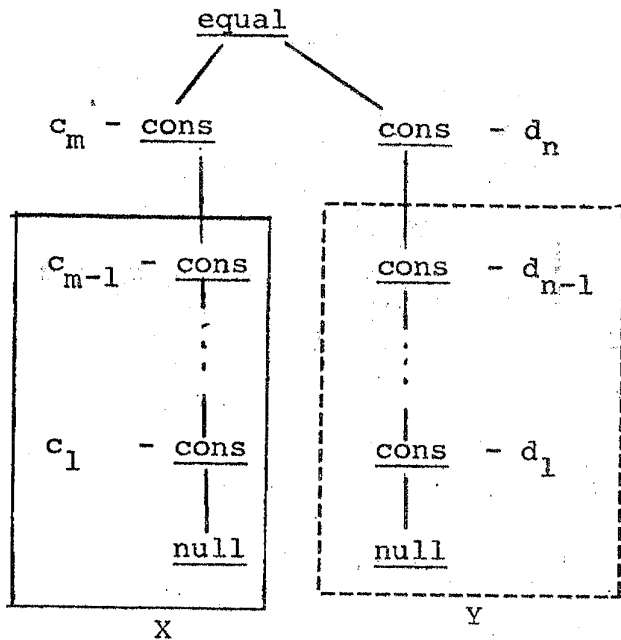 equal
c_m - cons cons - d_n
c_{m-1} - cons cons - d_{n-1}
c_1 - cons cons - d_1
null null
X Y